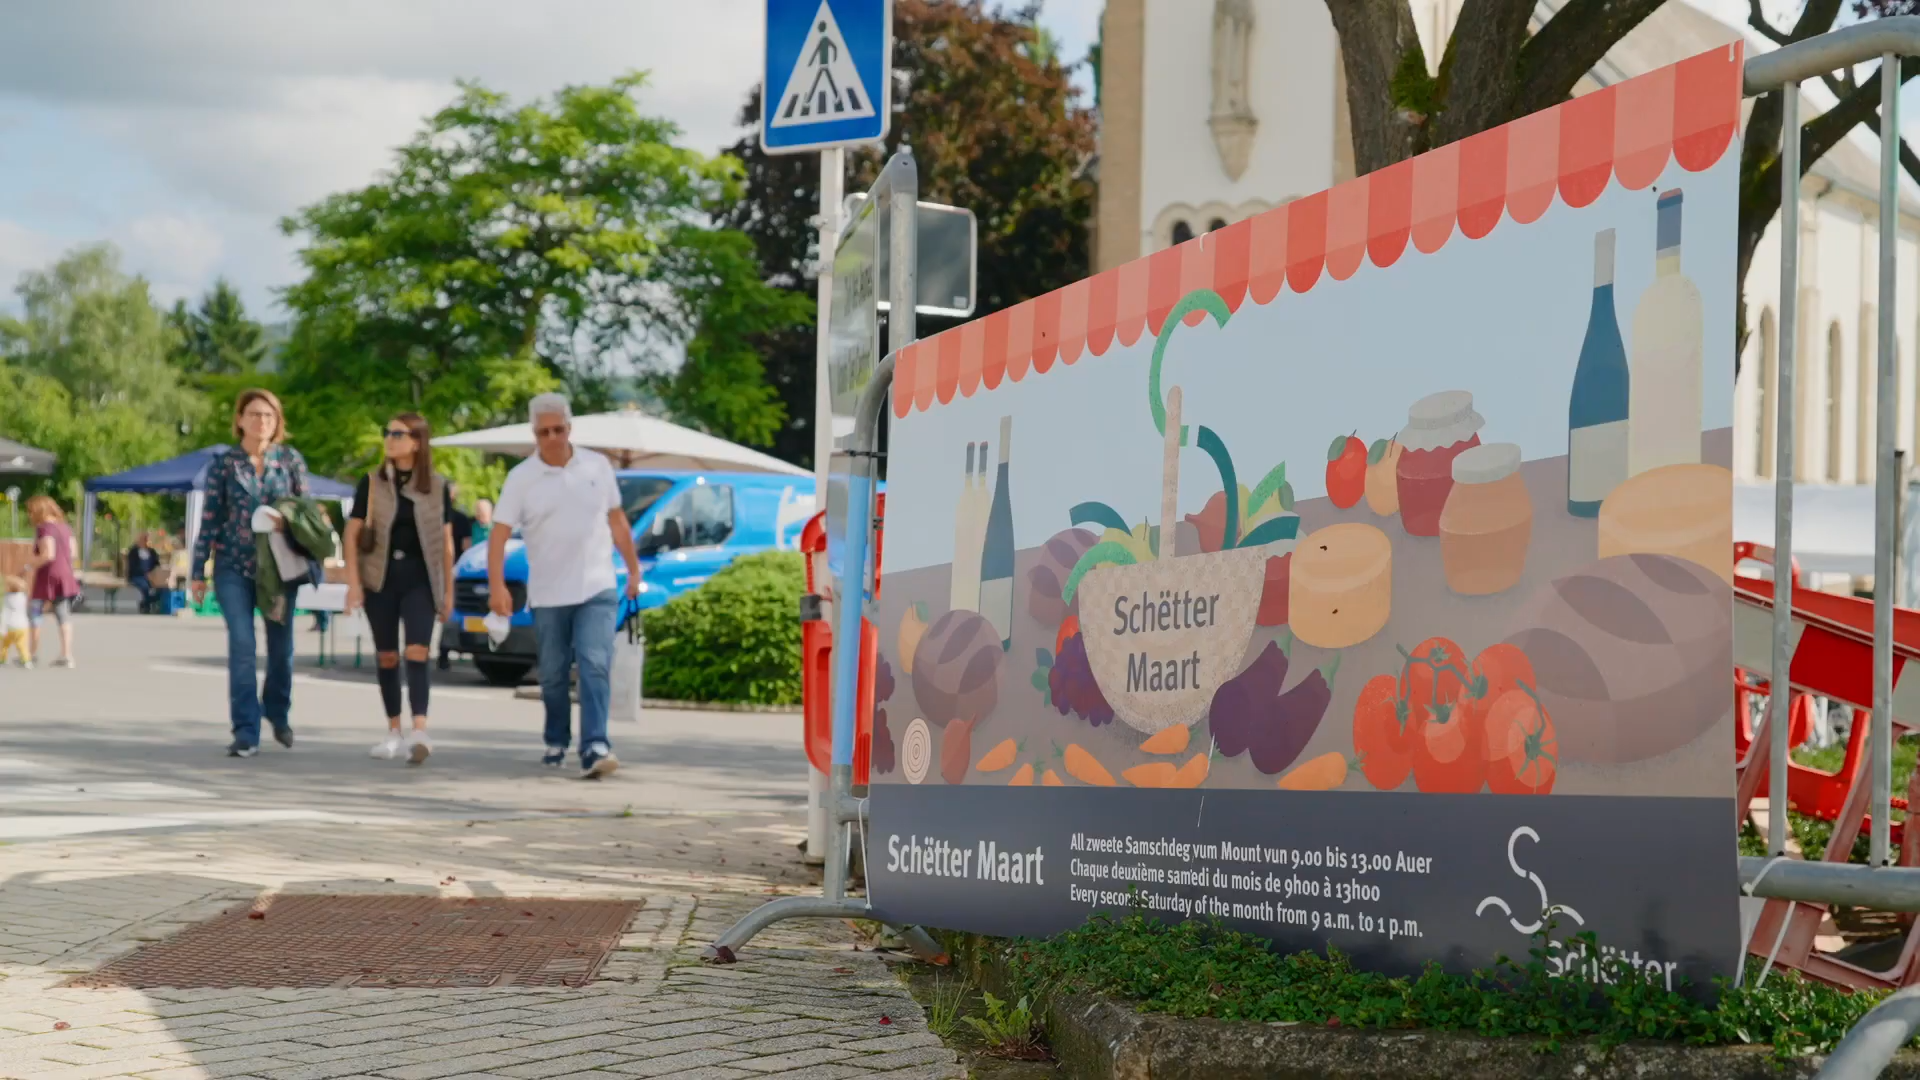 Schëtter
Maart
Schëtter Maart
All zweete Samschdeg vum Mount vun 9.00 bis 13.00 Auer
Chaque deuxième samedi du mois de 9h00 à 13h00
Every second Saturday of the month from 9 a.m. to 1 p.m.
Schëtter